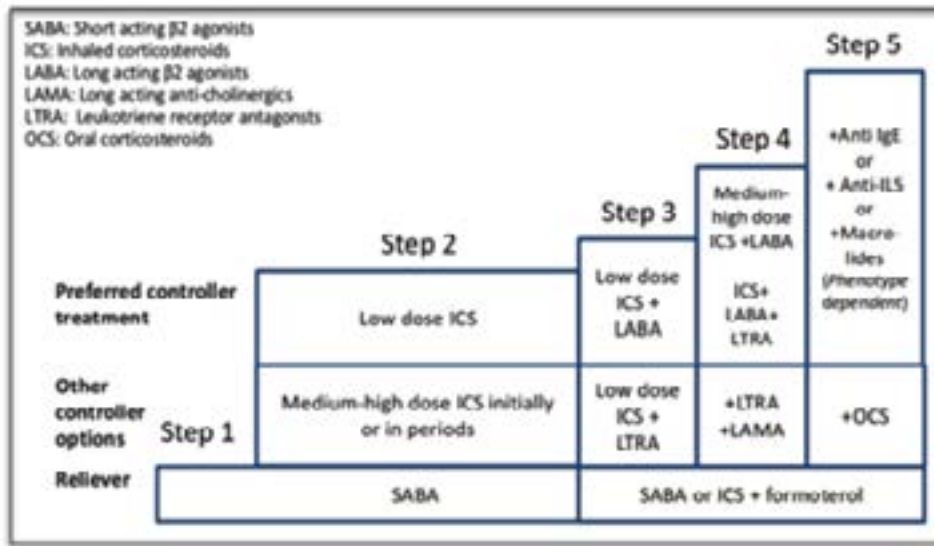 SABA: Short acting β2 agonists
ICS: Inhaled corticosteroids
LABA: Long acting β2 agonists
LAMA: Long acting anti-cholinergics
LTRA: Leukotriene receptor antagonsts
OCS: Oral corticosteroids
Step 5
+Anti IgE
or
+ Anti-IL5
or
+Macro-
lides
(Phenotype
dependent)
Step 4
Medium-
high dose
ICS +LABA
ICS+
LABA+
LTRA
Step 3
Low dose
ICS +
LABA
Step 2
Low dose ICS
Preferred controller
treatment
Other
controller
options
Step 1
Medium-high dose ICS initially
or in periods
Low dose
ICS +
LTRA
+LTRA
+LAMA
+OCS
Reliever
SABA
SABA or ICS + formoterol